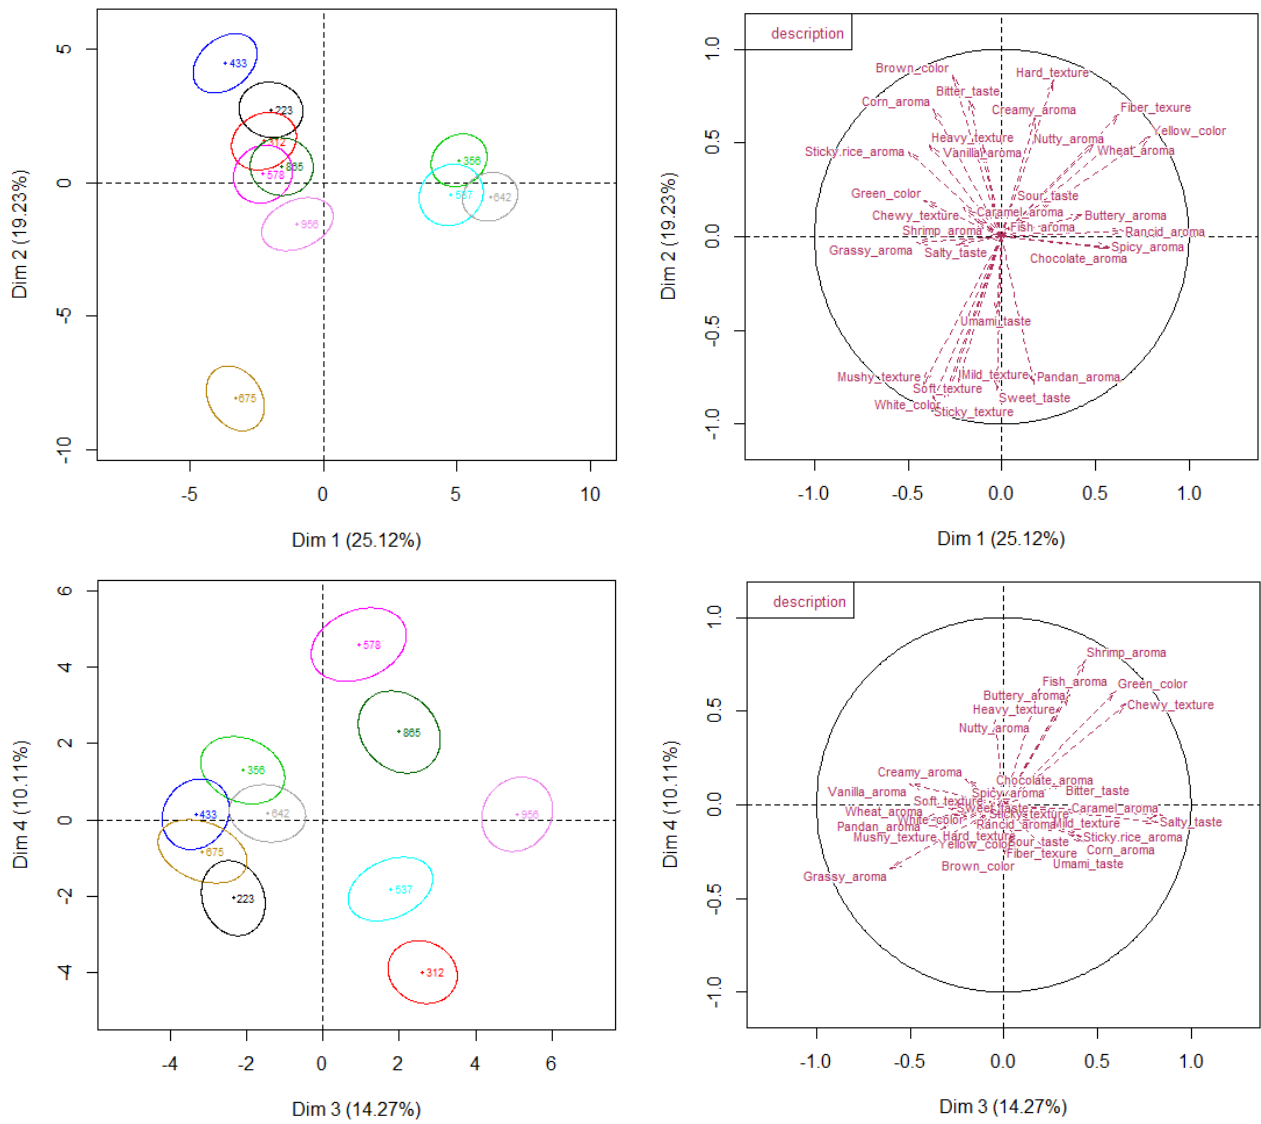 5
0
-5
-10
Dim 2 (19.23%)
433
223
312
865
578
956
356
537
642
675
-5
0
5
10
Dim 1 (25.12%)
description
1.0
0.5
0.0
-0.5
-1.0
Dim 2 (19.23%)
Brown_color
Hard_texture
Bitter_taste
Corn_aroma
Creamy_aroma
Fiber_texure
Yellow_color
Heavy_texture
Nutty_aroma
Sticky.rice_aroma
Vanilla_aroma
Wheat_aroma
Green_color
Sour_taste
Chewy_texture
Caramel_aroma
Buttery_aroma
Shrimp_aroma
Fish_aroma
Rancid_aroma
Grassy_aroma
Salty_taste
Spicy_aroma
Chocolate_aroma
Umami_taste
Mushy_texture
Mild_texture
Pandan_aroma
Soft_texture
Sweet_taste
White_color
Sticky_texture
-1.0
-0.5
0.0
0.5
1.0
Dim 1 (25.12%)
6
4
2
0
-2
-4
Dim 4 (10.11%)
578
865
356
433
642
956
675
223
537
312
-4
-2
0
2
4
6
Dim 3 (14.27%)
description
1.0
0.5
0.0
-0.5
-1.0
Dim 4 (10.11%)
Shrimp_aroma
Fish_aroma
Green_color
Buttery_aroma
Heavy_texture
Chewy_texture
Nutty_aroma
Creamy_aroma
Chocolate_aroma
Vanilla_aroma
Spicy_aroma
Bitter_taste
Soft_texture
Wheat_aroma
Sweet_taste
Caramel_aroma
White_color
Sticky_texture
Salty_taste
Pandan_aroma
Rancid_aroma
Mild_texture
Mushy_texture
Hard_texture
Sticky.rice_aroma
Yellow_color
Sour_taste
Corn_aroma
Fiber_texure
Brown_color
Umami_taste
Grassy_aroma
-1.0
-0.5
0.0
0.5
1.0
Dim 3 (14.27%)